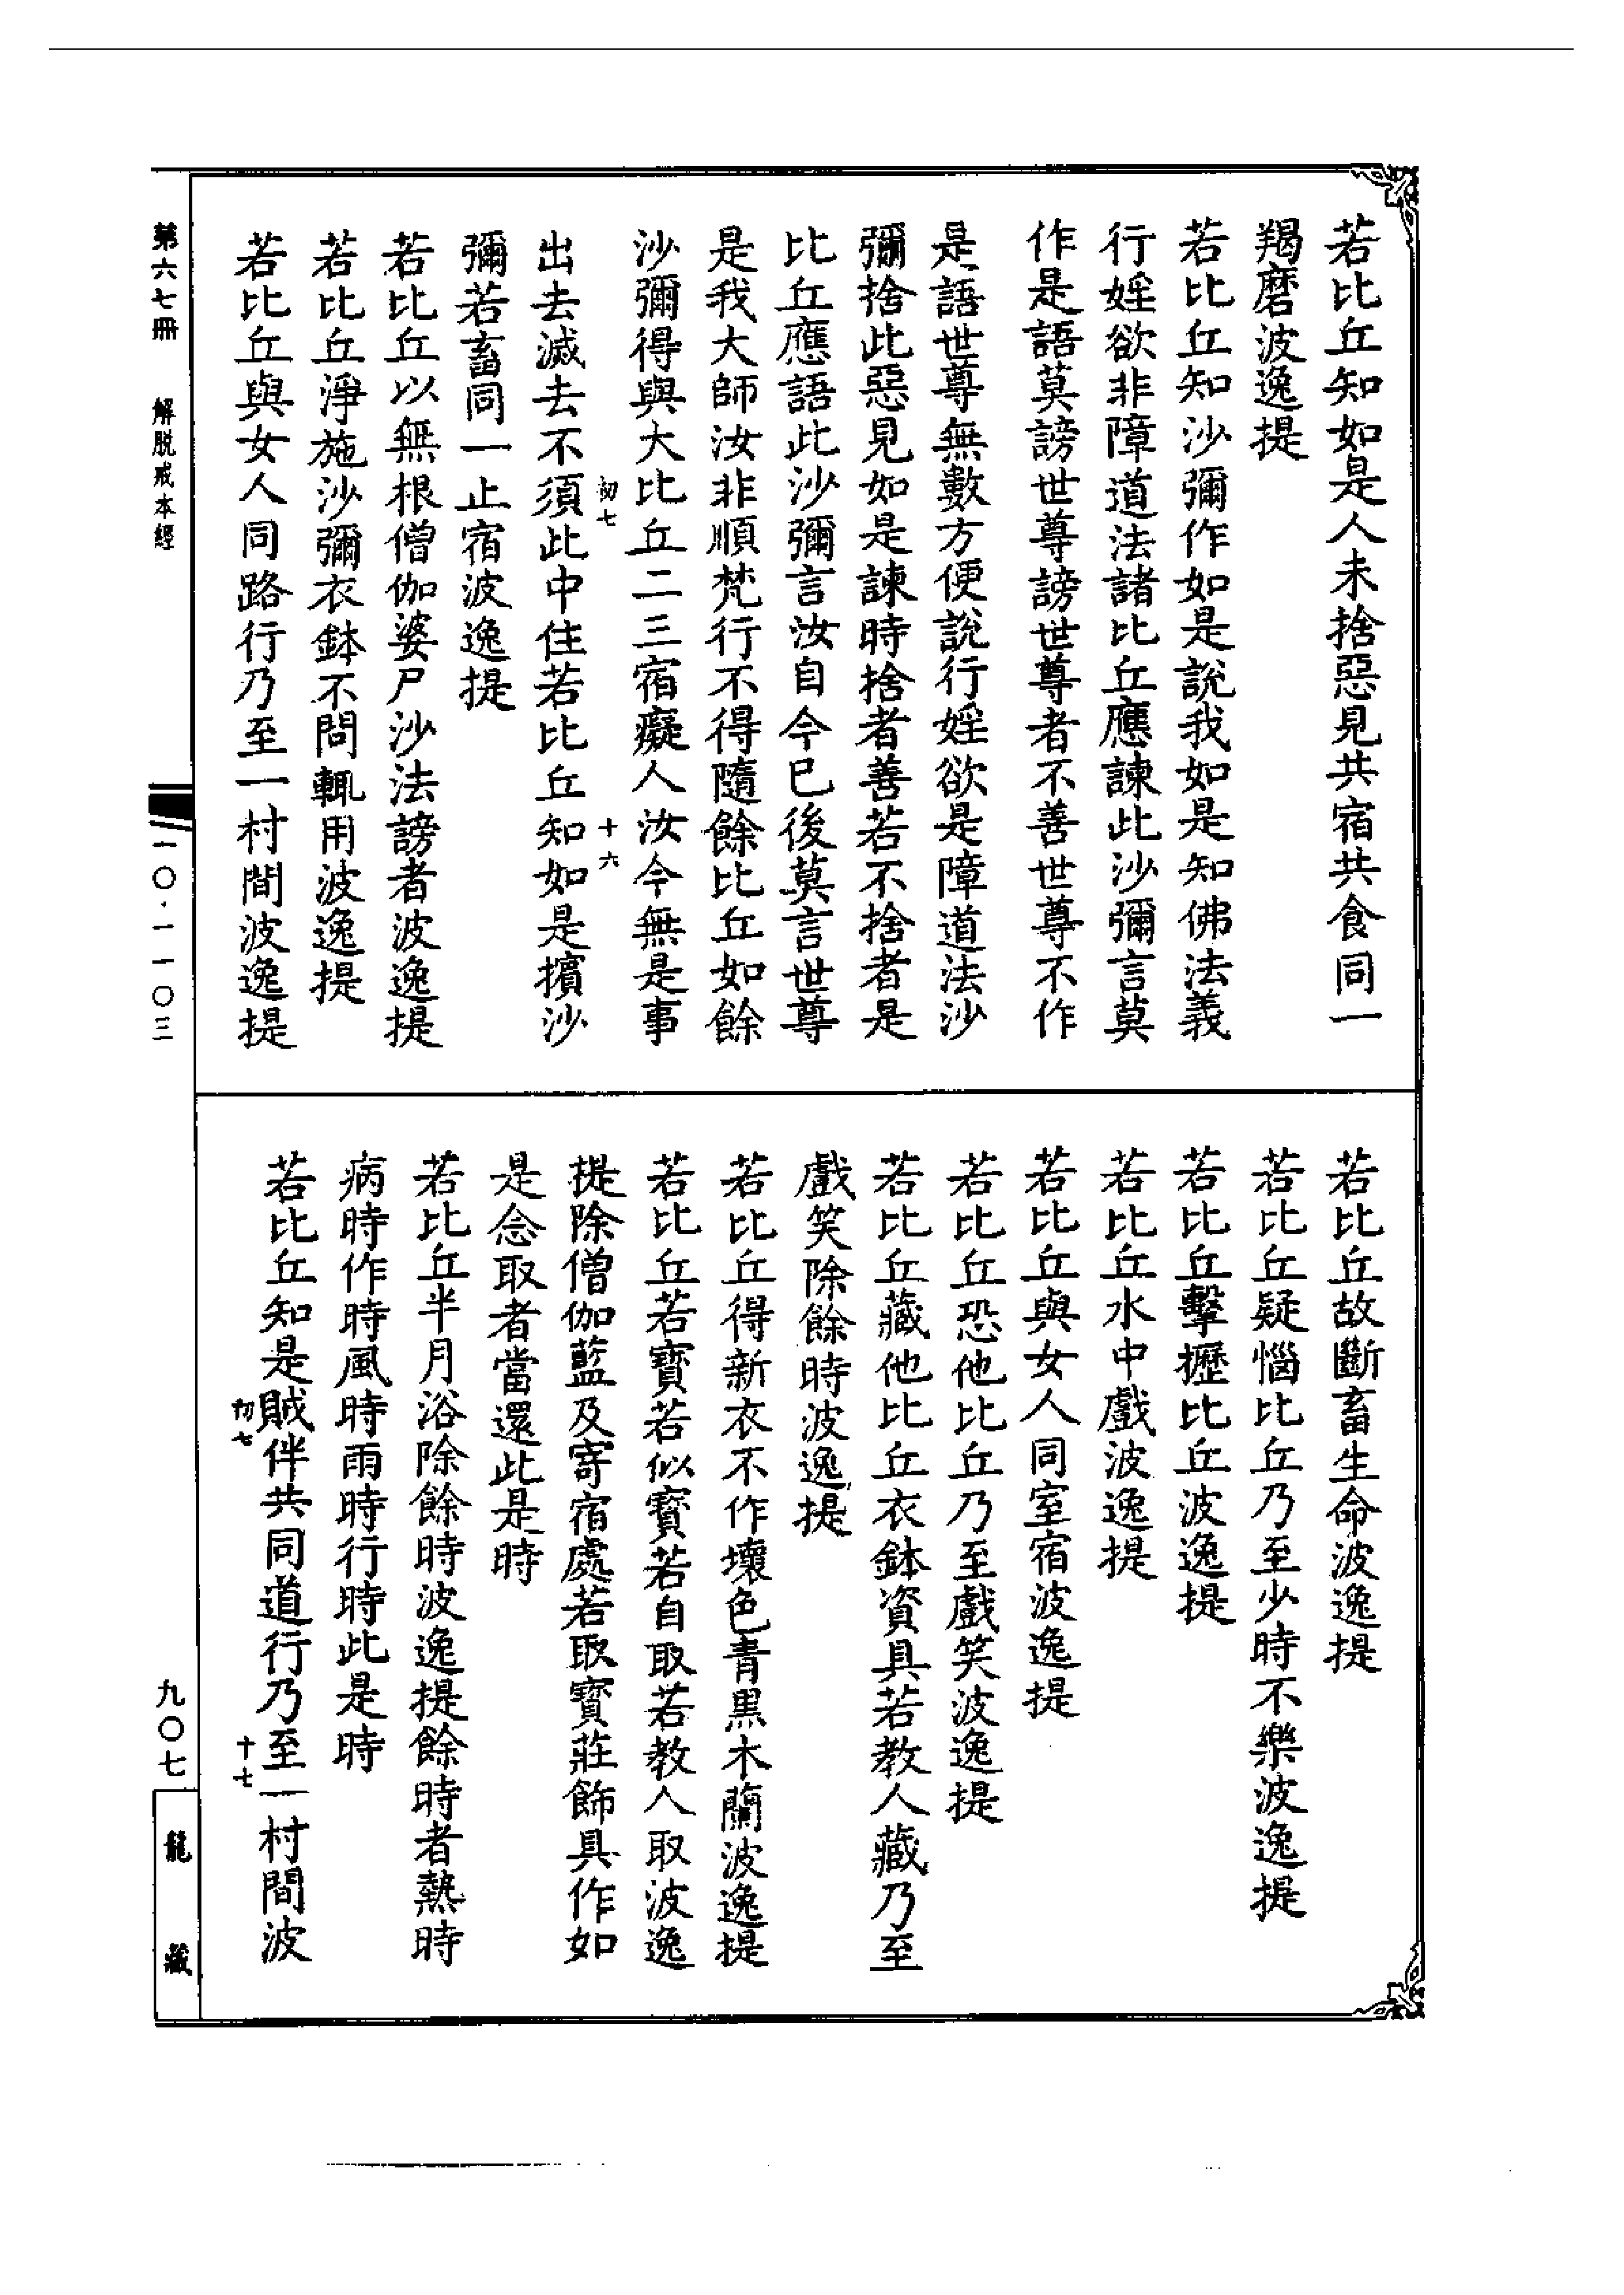 若比丘知如是人未捨惡見共宿共食同一
羯磨波逸提
若比丘知沙彌作如是說我如是知佛法義
行婬欲非障道法諸比丘應諫此沙彌言莫
作是語莫謗世尊謗世尊者不善世尊不作
是語世尊無數方便說行婬欲是障道法沙
彌捨此惡見如是諫時捨者善若不捨者是
比丘應語此沙彌言汝自今已後莫言世尊
是我大師汝非順梵行不得隨餘比丘如餘
沙彌得與大比丘二三宿癡人汝今無是事
初七
十六
出去滅去不須此中住若比丘知如是擯沙
彌若畜同一止宿波逸提
若比丘以無根僧伽婆尸沙法謗者波逸提
若比丘淨施沙彌衣鉢不問輒用波逸提
若比丘與女人同路行乃至一村間波逸提
若比丘故斷畜生命波逸提
若比丘疑惱比丘乃至少時不樂波逸提
若比丘擊攊比丘波逸提
若比丘水中戲波逸提
若比丘與女人同室宿波逸提
若比丘恐他比丘乃至戲笑波逸提
若比丘藏他比丘衣鉢資具若教人藏乃至
戲笑除餘時波逸提
若比丘得新衣不作壞色青黑木蘭波逸提
若比丘若寶若似寶若自取若教人取波逸
提除僧伽藍及寄宿處若取寶莊飾具作如
是念取者當還此是時
若比丘半月浴除餘時波逸提餘時者熱時
病時作時風時雨時行時此是時
若比丘知是賊伴共同道行乃至一村間波
初七
十七
第六七冊
解脫戒本經
一〇·一一〇三
九〇七
龍藏